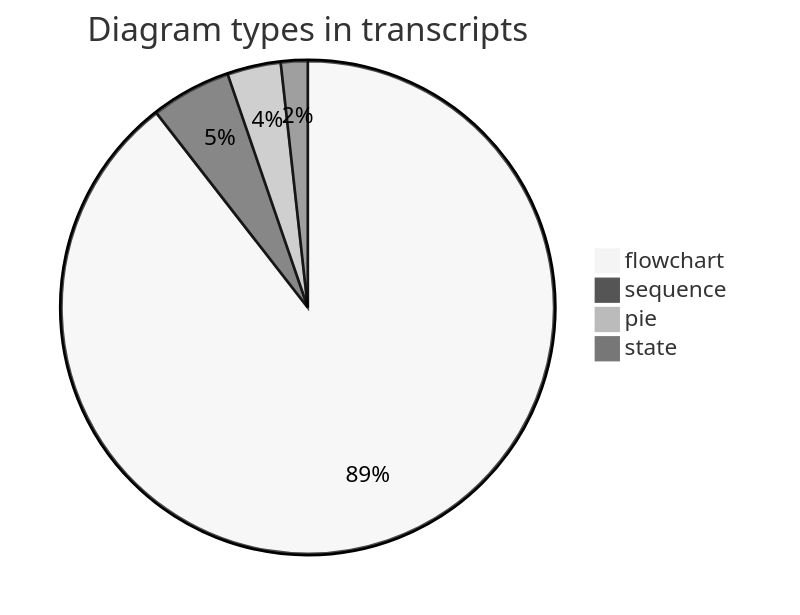 Diagram types in transcripts
2%
4%
5%
89%
flowchart
sequence
pie
state